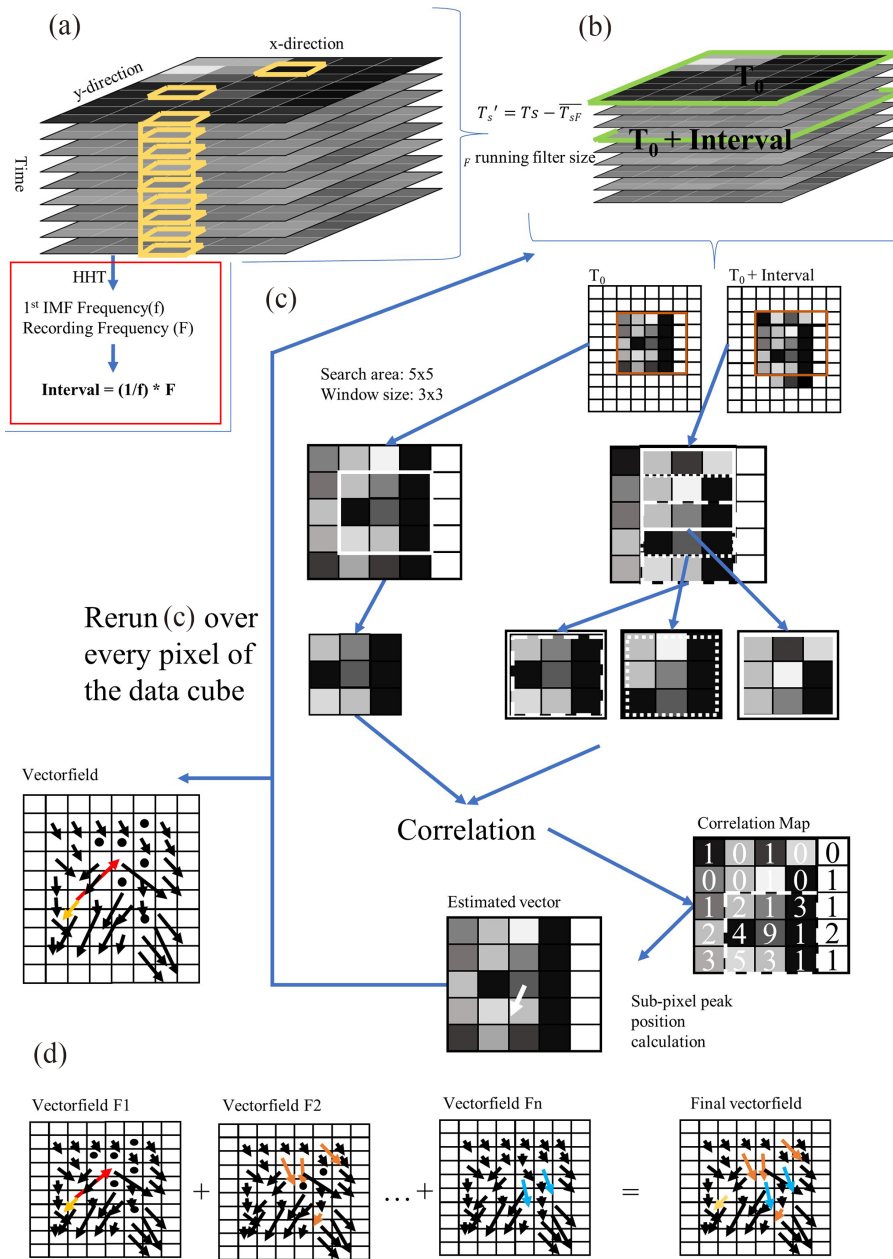 (a)
x-direction
y-direction
Time
HHT
1st IMF Frequency(f)
Recording Frequency (F)
Interval = (1/f) * F
Ts' = Ts − TsF
F running filter size
(b)
T0
T0 + Interval
(c)
T0
T0 + Interval
Search area: 5x5
Window size: 3x3
Rerun (c) over
every pixel of
the data cube
Vectorfield
Correlation
Correlation Map
1 0 1 0 0
0 0 0 1
1 2 1 3 1
2 4 9 1 2
3 5 3 1 1
Estimated vector
Sub-pixel peak
position
calculation
(d)
Vectorfield F1
Vectorfield F2
Vectorfield Fn
Final vectorfield
+ ... + =